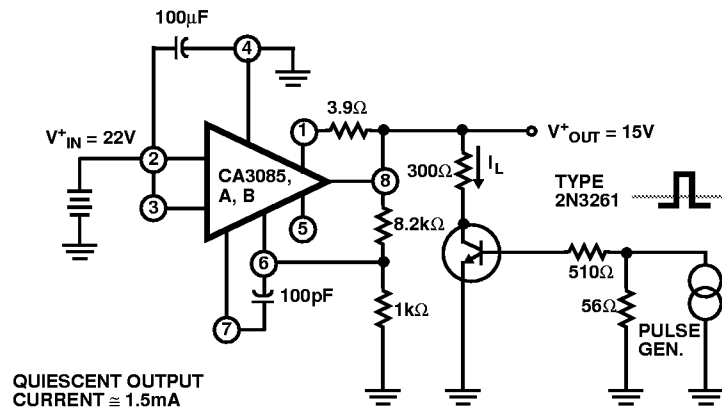 100μF
4
1
3.9Ω
V+IN = 22V
V+OUT = 15V
2
CA3085,
A, B
8
300Ω
IL
TYPE
2N3261
3
5
8.2kΩ
6
510Ω
100pF
1kΩ
56Ω
7
PULSE
GEN.
QUIESCENT OUTPUT
CURRENT ≅ 1.5mA